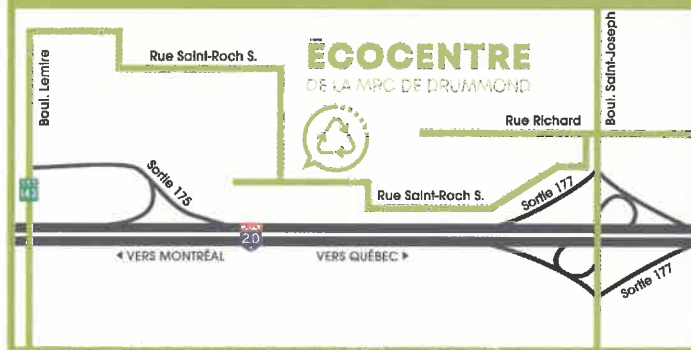 ÉCOCENTRE
DE LA MRC DE DRUMMOND
Boul. Lemire
Rue Saint-Roch S.
Boul. Saint-Joseph
Rue Richard
Rue Saint-Roch S.
Sortie 175
Sortie 177
143
20
VERS MONTRÉAL
VERS QUÉBEC
Sortie 177